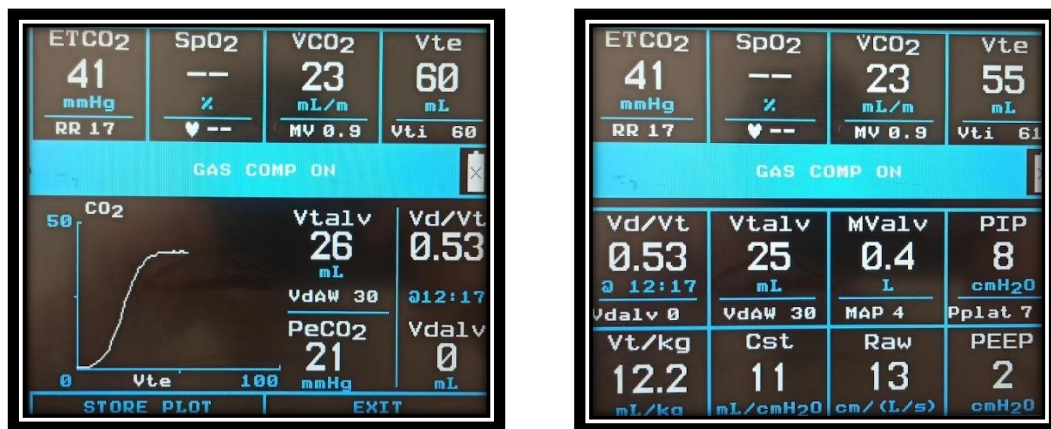 ETCO2 SpO2 V̇CO2 Vte
41 -- 23 60
mmHg % mL/m mL
RR 17 ♥ -- MV 0.9 Vti 60
GAS COMP ON
50 CO2 Vtalv Vd/Vt
26 0.53
mL
VdAW 30 @12:17
PeCO2 Vdalv
21 0
0 Vte 100 mmHg mL
STORE PLOT EXIT
ETCO2 SpO2 V̇CO2 Vte
41 -- 23 55
mmHg % mL/m mL
RR 17 ♥ -- MV 0.9 Vti 61
GAS COMP ON
Vd/Vt Vtalv MValv PIP
0.53 25 0.4 8
@ 12:17 mL L cmH2O
Vdalv 0 VdAW 30 MAP 4 Pplat 7
Vt/kg Cst Raw PEEP
12.2 11 13 2
mL/kg mL/cmH2O cm/(L/s) cmH2O